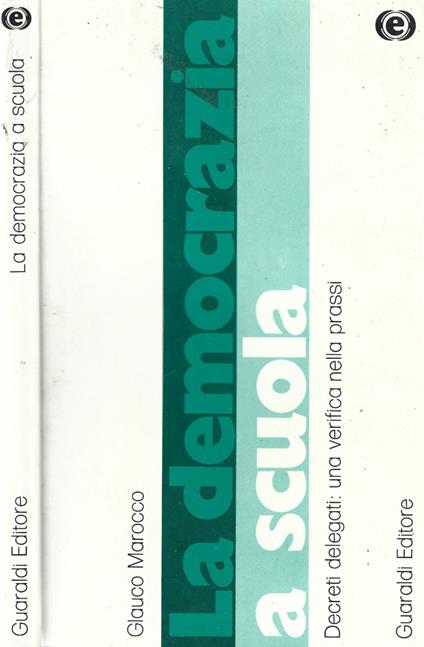 Guaraldi Editore
La democrazia a scuola
e
Glauco Marocco
La democrazia
a scuola
Decreti delegati: una verifica nella prassi
Guaraldi Editore
e